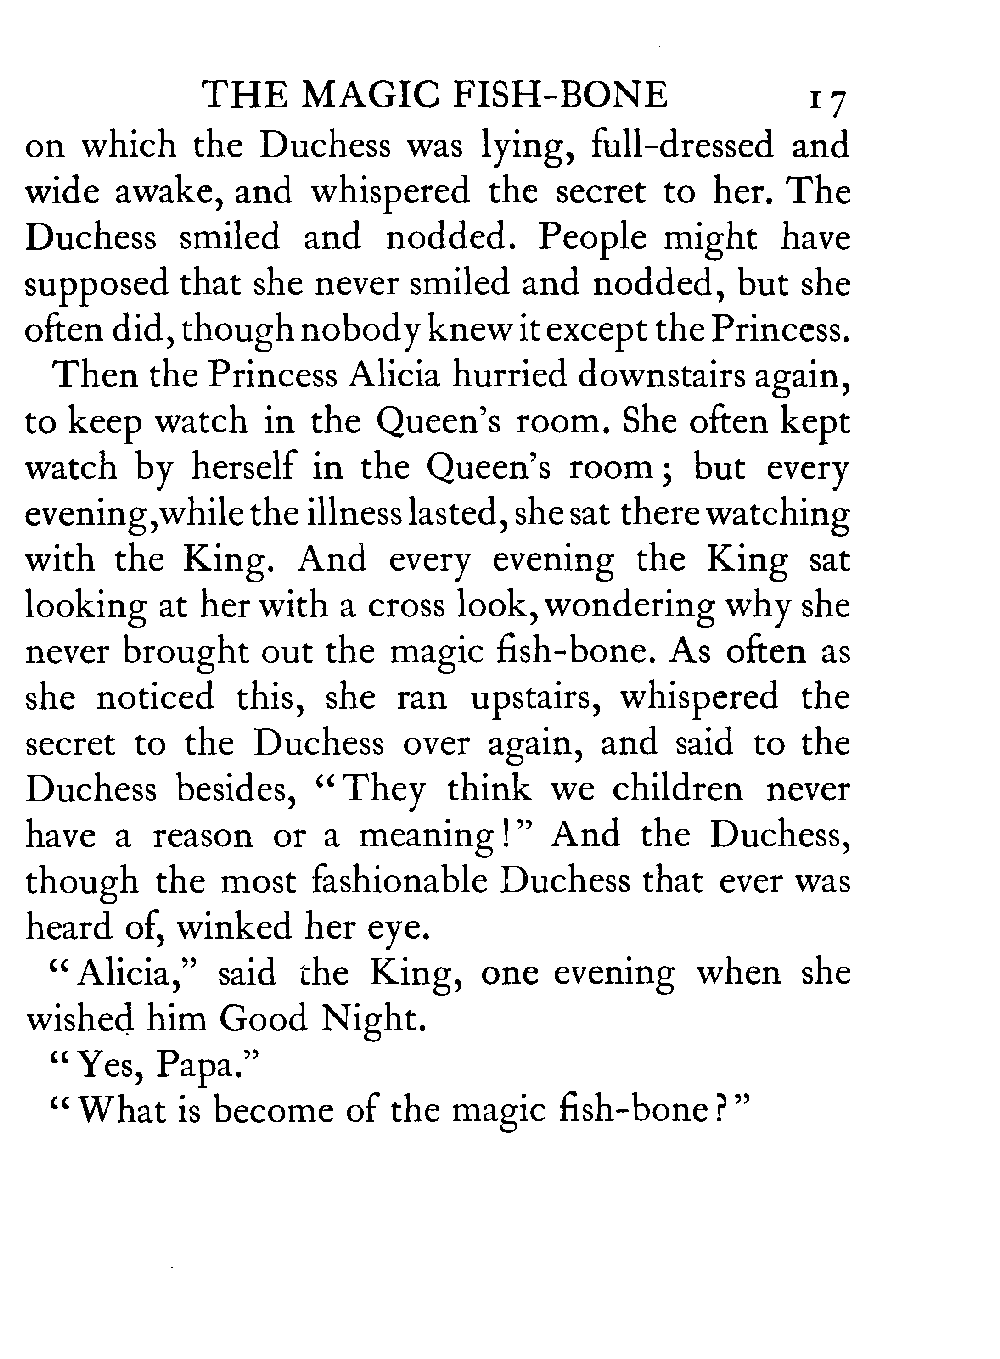 THE MAGIC FISH-BONE 17
on which the Duchess was lying, full-dressed and
wide awake, and whispered the secret to her. The
Duchess smiled and nodded. People might have
supposed that she never smiled and nodded, but she
often did, though nobody knew it except the Princess.
Then the Princess Alicia hurried downstairs again,
to keep watch in the Queen's room. She often kept
watch by herself in the Queen's room; but every
evening, while the illness lasted, she sat there watching
with the King. And every evening the King sat
looking at her with a cross look, wondering why she
never brought out the magic fish-bone. As often as
she noticed this, she ran upstairs, whispered the
secret to the Duchess over again, and said to the
Duchess besides, "They think we children never
have a reason or a meaning!" And the Duchess,
though the most fashionable Duchess that ever was
heard of, winked her eye.
"Alicia," said the King, one evening when she
wished him Good Night.
"Yes, Papa."
"What is become of the magic fish-bone?"